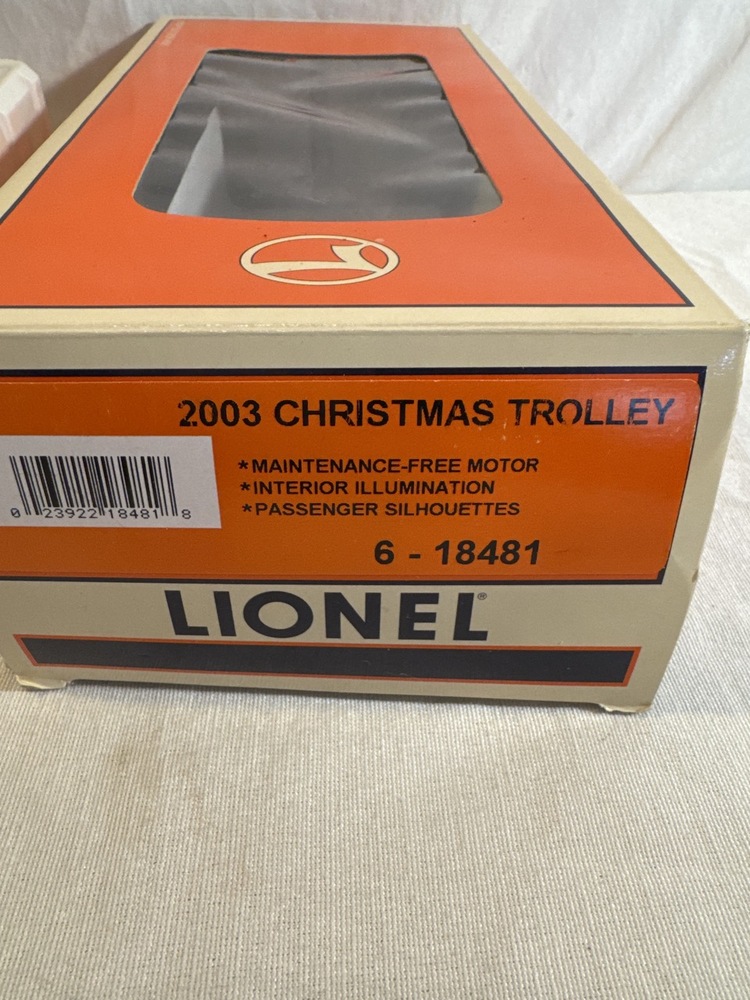 2003 CHRISTMAS TROLLEY
*MAINTENANCE-FREE MOTOR
*INTERIOR ILLUMINATION
*PASSENGER SILHOUETTES
0 23922 18481 8
6 - 18481
LIONEL®